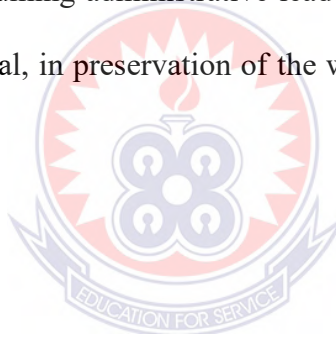 al, in preservation of the w
EDUCATION FOR SERVICE